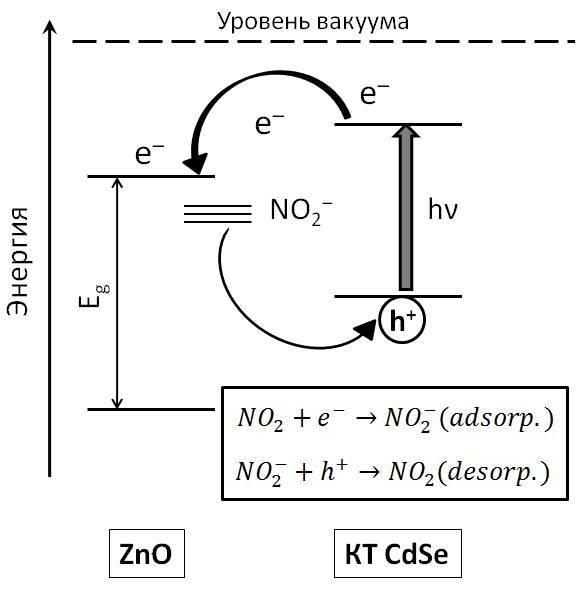 Уровень вакуума
Энергия
e⁻
e⁻
e⁻
NO₂⁻
hν
E_g
h⁺
NO₂ + e⁻ → NO₂⁻(adsorp.)
NO₂⁻ + h⁺ → NO₂(desorp.)
ZnO
КТ CdSe